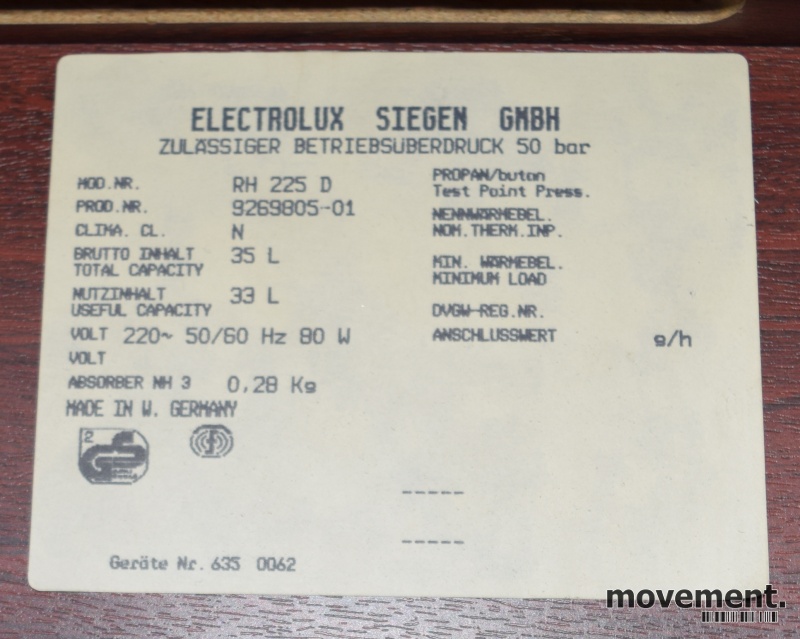 ELECTROLUX SIEGEN GMBH
ZULÄSSIGER BETRIEBSÜBERDRUCK 50 bar
MOD.NR. RH 225 D
PROD.NR. 9269805-01
CLIMA. CL. N
BRUTTO INHALT 35 L
TOTAL CAPACITY
NUTZINHALT 33 L
USEFUL CAPACITY
VOLT 220~ 50/60 Hz 80 W
VOLT
ABSORBER NH 3 0,28 Kg
MADE IN W. GERMANY
PROPAN/butan
Test Point Press.
NENNWÄRMEBEL.
NOM.THERM.INP.
MIN. WÄRMEBEL.
MINIMUM LOAD
DVGW-REG.NR.
ANSCHLUSSWERT g/h
2
-----
-----
Geräte Nr. 635 0062
movement.